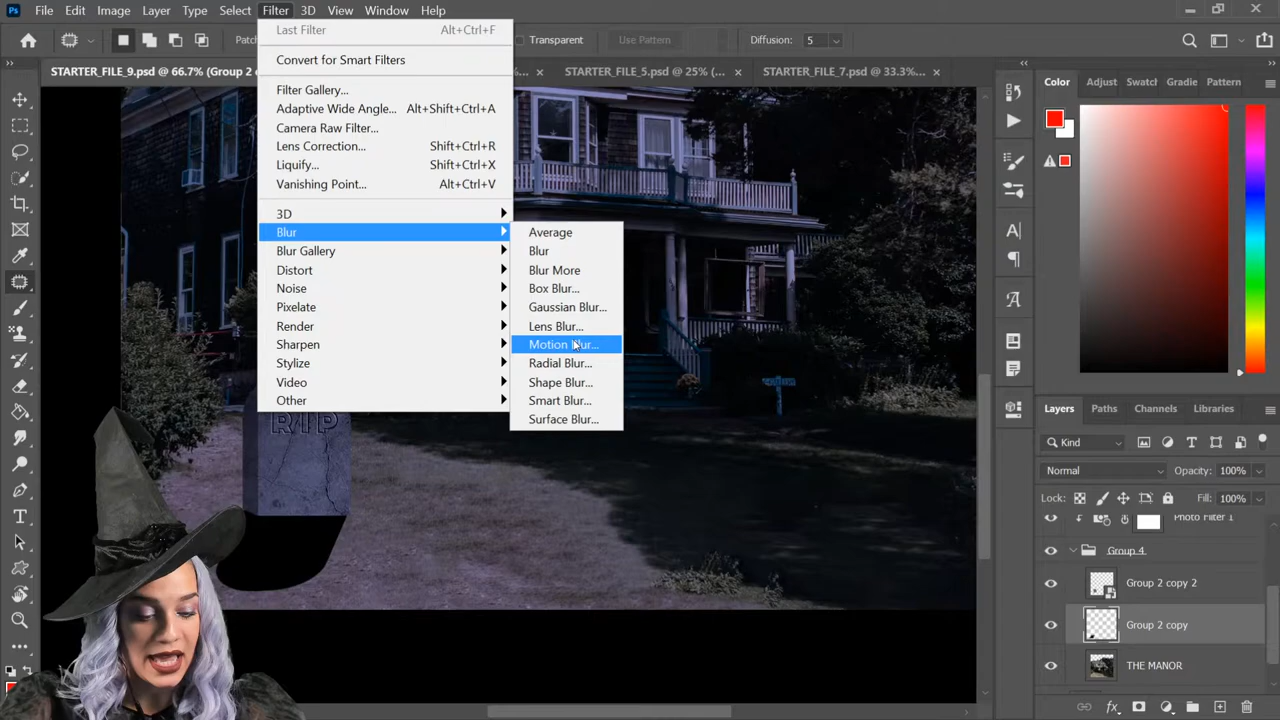 Ps File Edit Image Layer Type Select Filter 3D View Window Help
Last Filter Alt+Ctrl+F
Convert for Smart Filters
Filter Gallery...
Adaptive Wide Angle... Alt+Shift+Ctrl+A
Camera Raw Filter...
Lens Correction... Shift+Ctrl+R
Liquify... Shift+Ctrl+X
Vanishing Point... Alt+Ctrl+V
3D
Blur
Blur Gallery
Distort
Noise
Pixelate
Render
Sharpen
Stylize
Video
Other
Average
Blur
Blur More
Box Blur...
Gaussian Blur...
Lens Blur...
Motion Blur...
Radial Blur...
Shape Blur...
Smart Blur...
Surface Blur...
Transparent Use Pattern Diffusion: 5
STARTER_FILE_9.psd @ 66.7% (Group 2 STARTER_FILE_5.psd @ 25% (... STARTER_FILE_7.psd @ 33.3%...
RIP
Color Adjust Swatcl Gradie Pattern
Layers Paths Channels Libraries
Kind
Normal Opacity: 100%
Lock: Fill: 100%
Photo Filter 1
Group 4
Group 2 copy 2
Group 2 copy
THE MANOR
fx